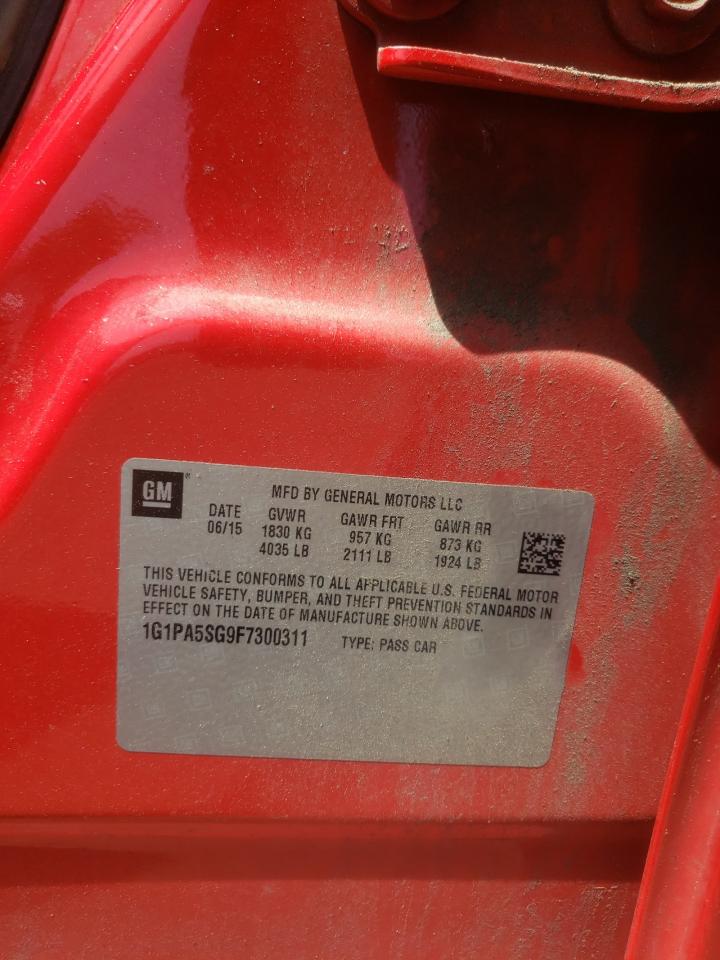 GM®
MFD BY GENERAL MOTORS LLC
DATE GVWR GAWR FRT GAWR RR
06/15 1830 KG 957 KG 873 KG
4035 LB 2111 LB 1924 LB
THIS VEHICLE CONFORMS TO ALL APPLICABLE U.S. FEDERAL MOTOR
VEHICLE SAFETY, BUMPER, AND THEFT PREVENTION STANDARDS IN
EFFECT ON THE DATE OF MANUFACTURE SHOWN ABOVE.
1G1PA5SG9F7300311 TYPE: PASS CAR